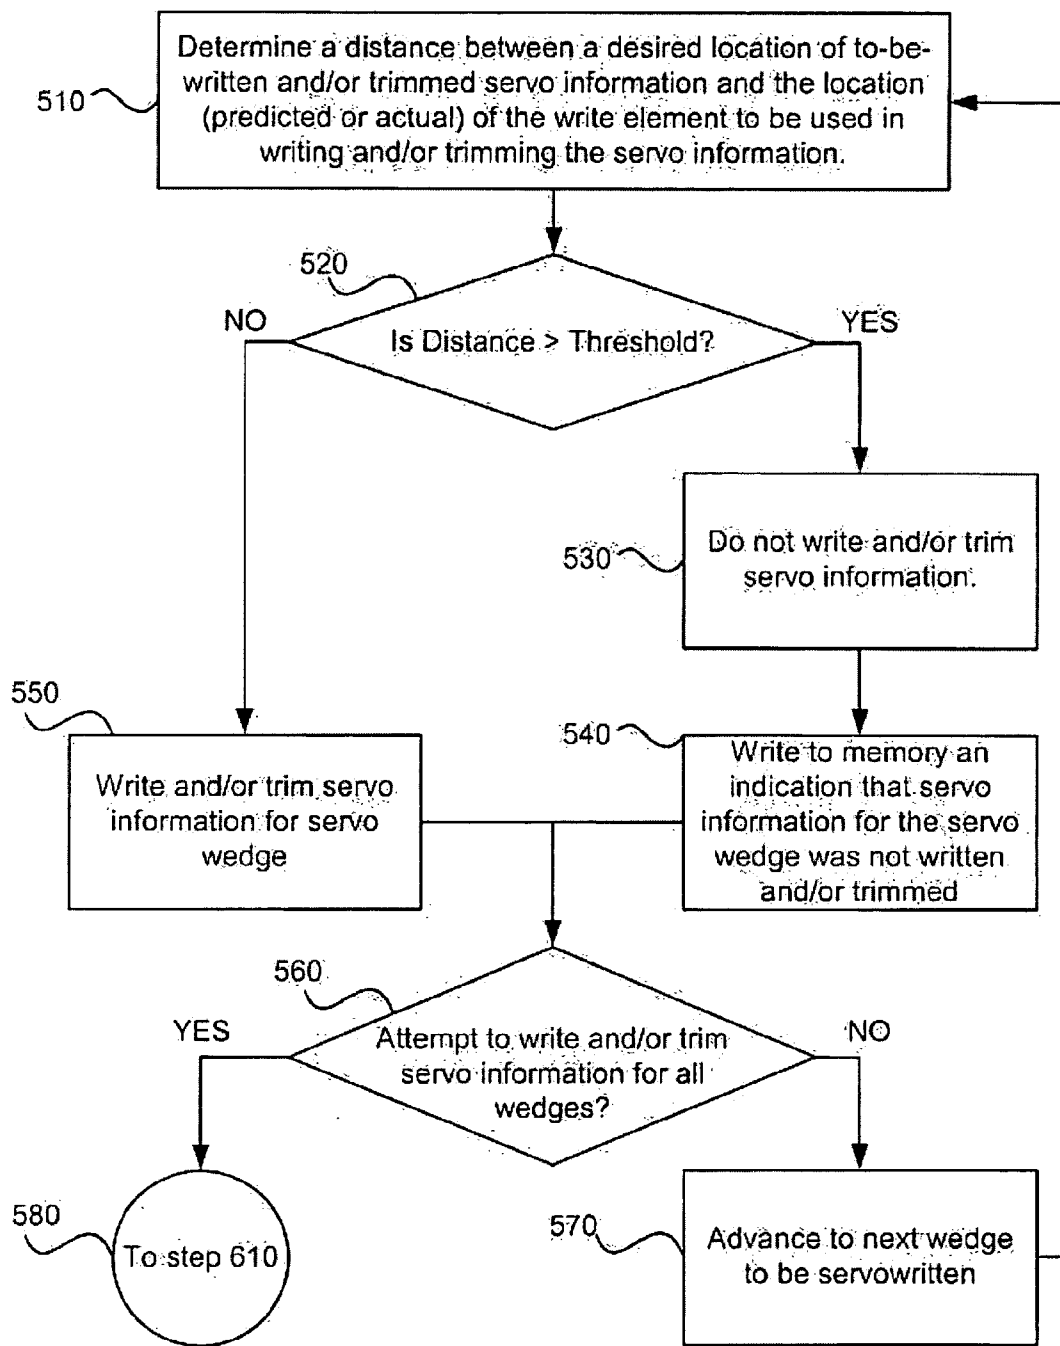 Determine a distance between a desired location of to-be-
written and/or trimmed servo information and the location
(predicted or actual) of the write element to be used in
writing and/or trimming the servo information.
510
520
NO
YES
Is Distance > Threshold?
530
Do not write and/or trim
servo information.
550
540
Write and/or trim servo
information for servo
wedge
Write to memory an
indication that servo
information for the servo
wedge was not written
and/or trimmed
560
YES
NO
Attempt to write and/or trim
servo information for all
wedges?
580
To step 610
570
Advance to next wedge
to be servowritten